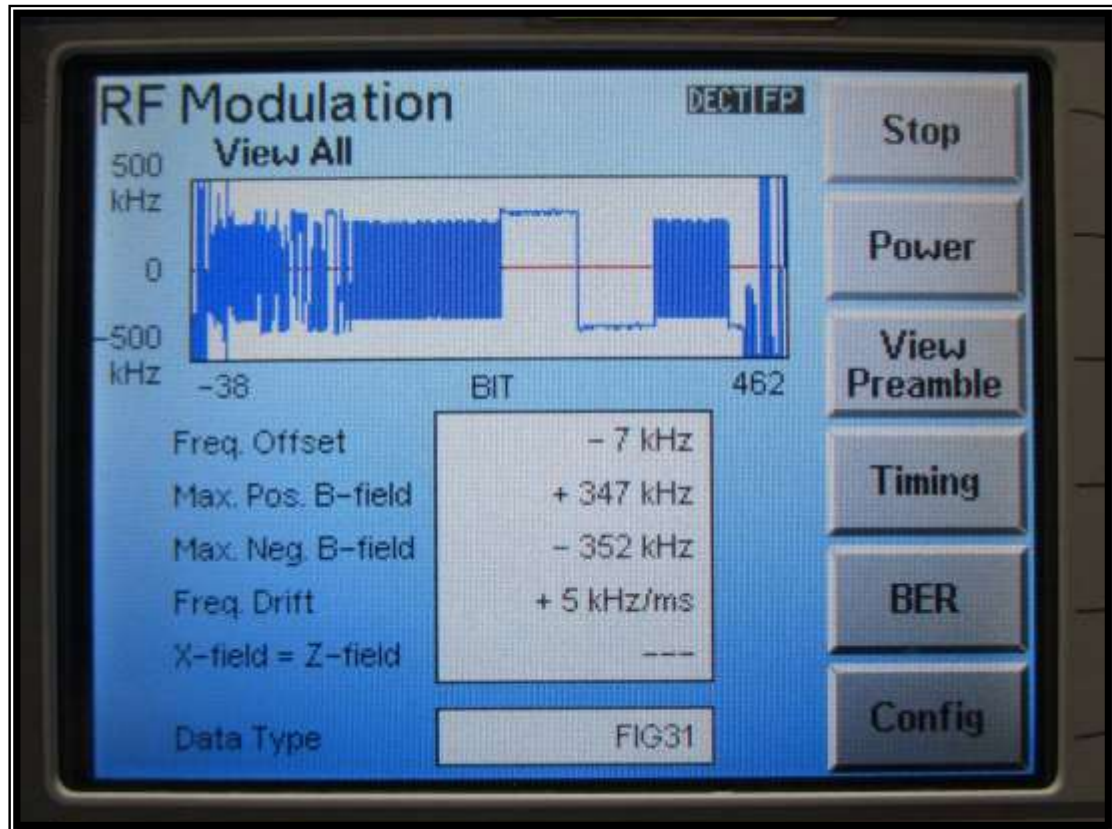 RF Modulation DECT FP
View All
500
kHz
0
-500
kHz
-38 BIT 462
Freq. Offset - 7 kHz
Max. Pos. B-field + 347 kHz
Max. Neg. B-field - 352 kHz
Freq. Drift + 5 kHz/ms
X-field = Z-field ---
Data Type FIG31
Stop
Power
View
Preamble
Timing
BER
Config